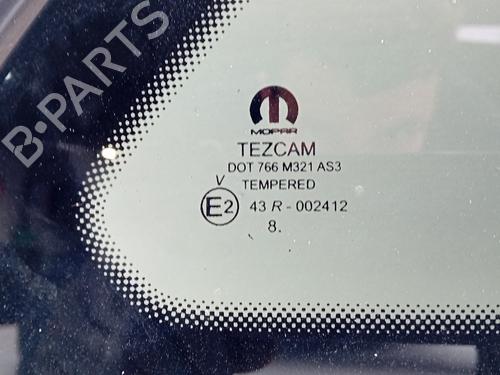 B-PARTS
MOPAR
TEZCAM
DOT 766 M321 AS3
V TEMPERED
E2 43 R - 002412
8.